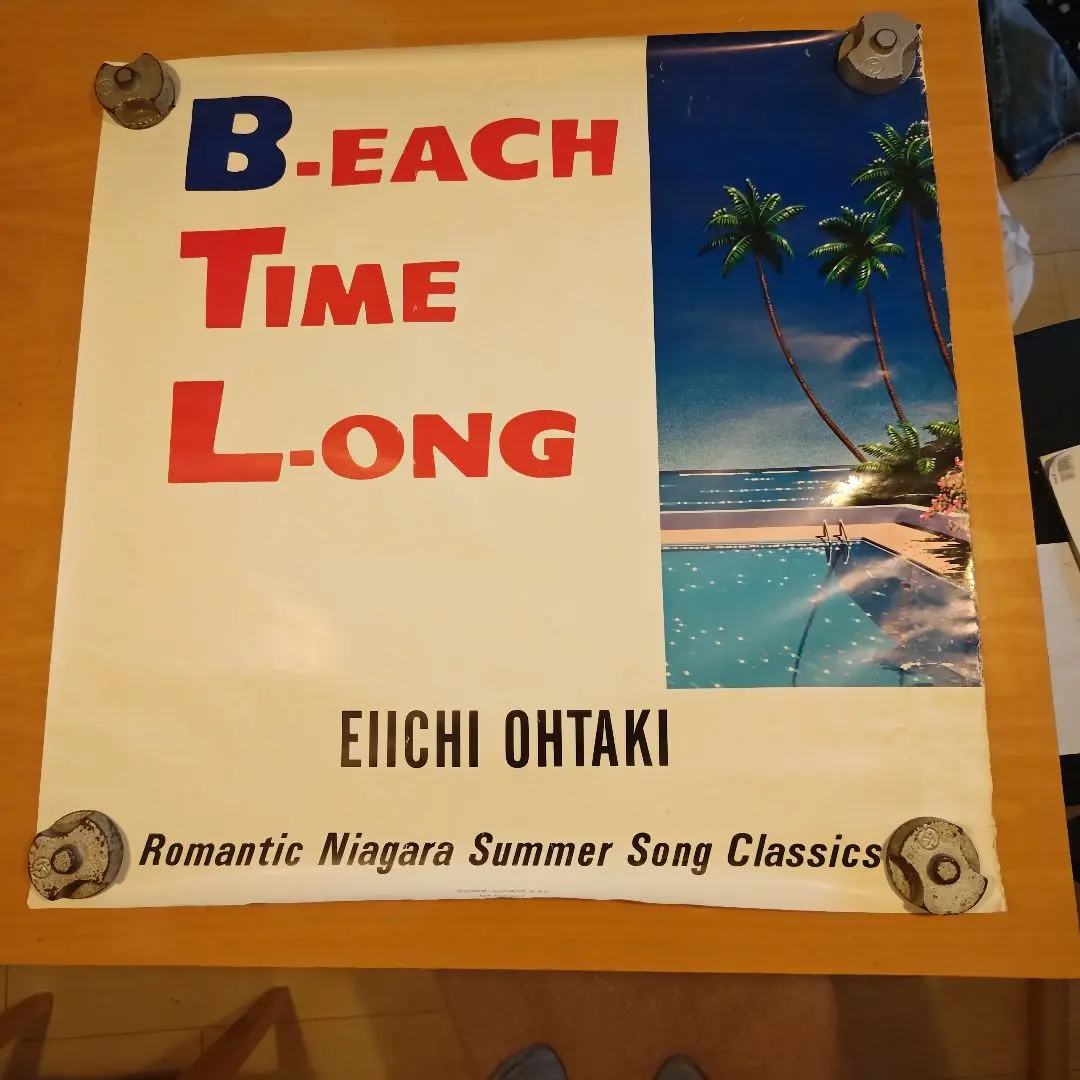 B-EACH
TIME
L-ONG
EIICHI OHTAKI
Romantic Niagara Summer Song Classics